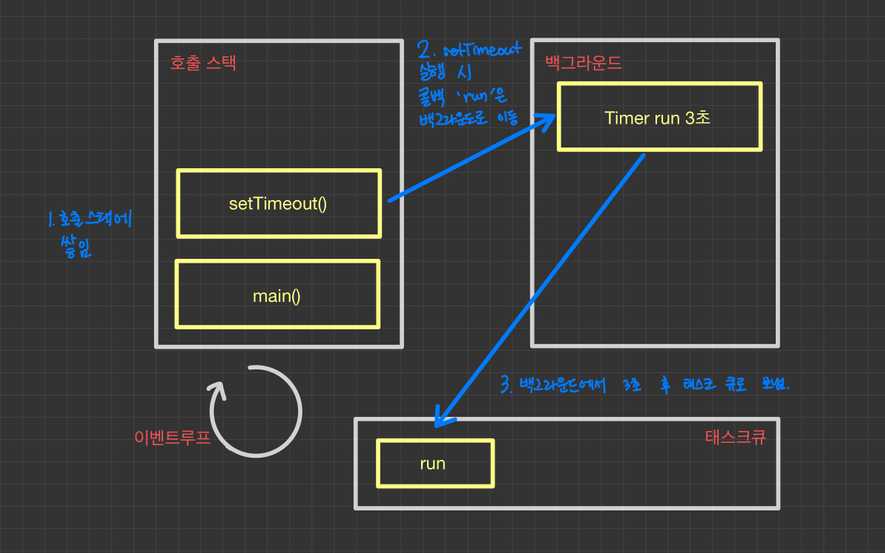 호출 스택
setTimeout()
main()
1. 호출 스택에
쌓임
2. setTimeout
실행 시
콜백 'run'은
백그라운드로 이동
백그라운드
Timer run 3초
3. 백그라운드에서 3초 후 태스크 큐로 보냄.
이벤트루프
태스크큐
run